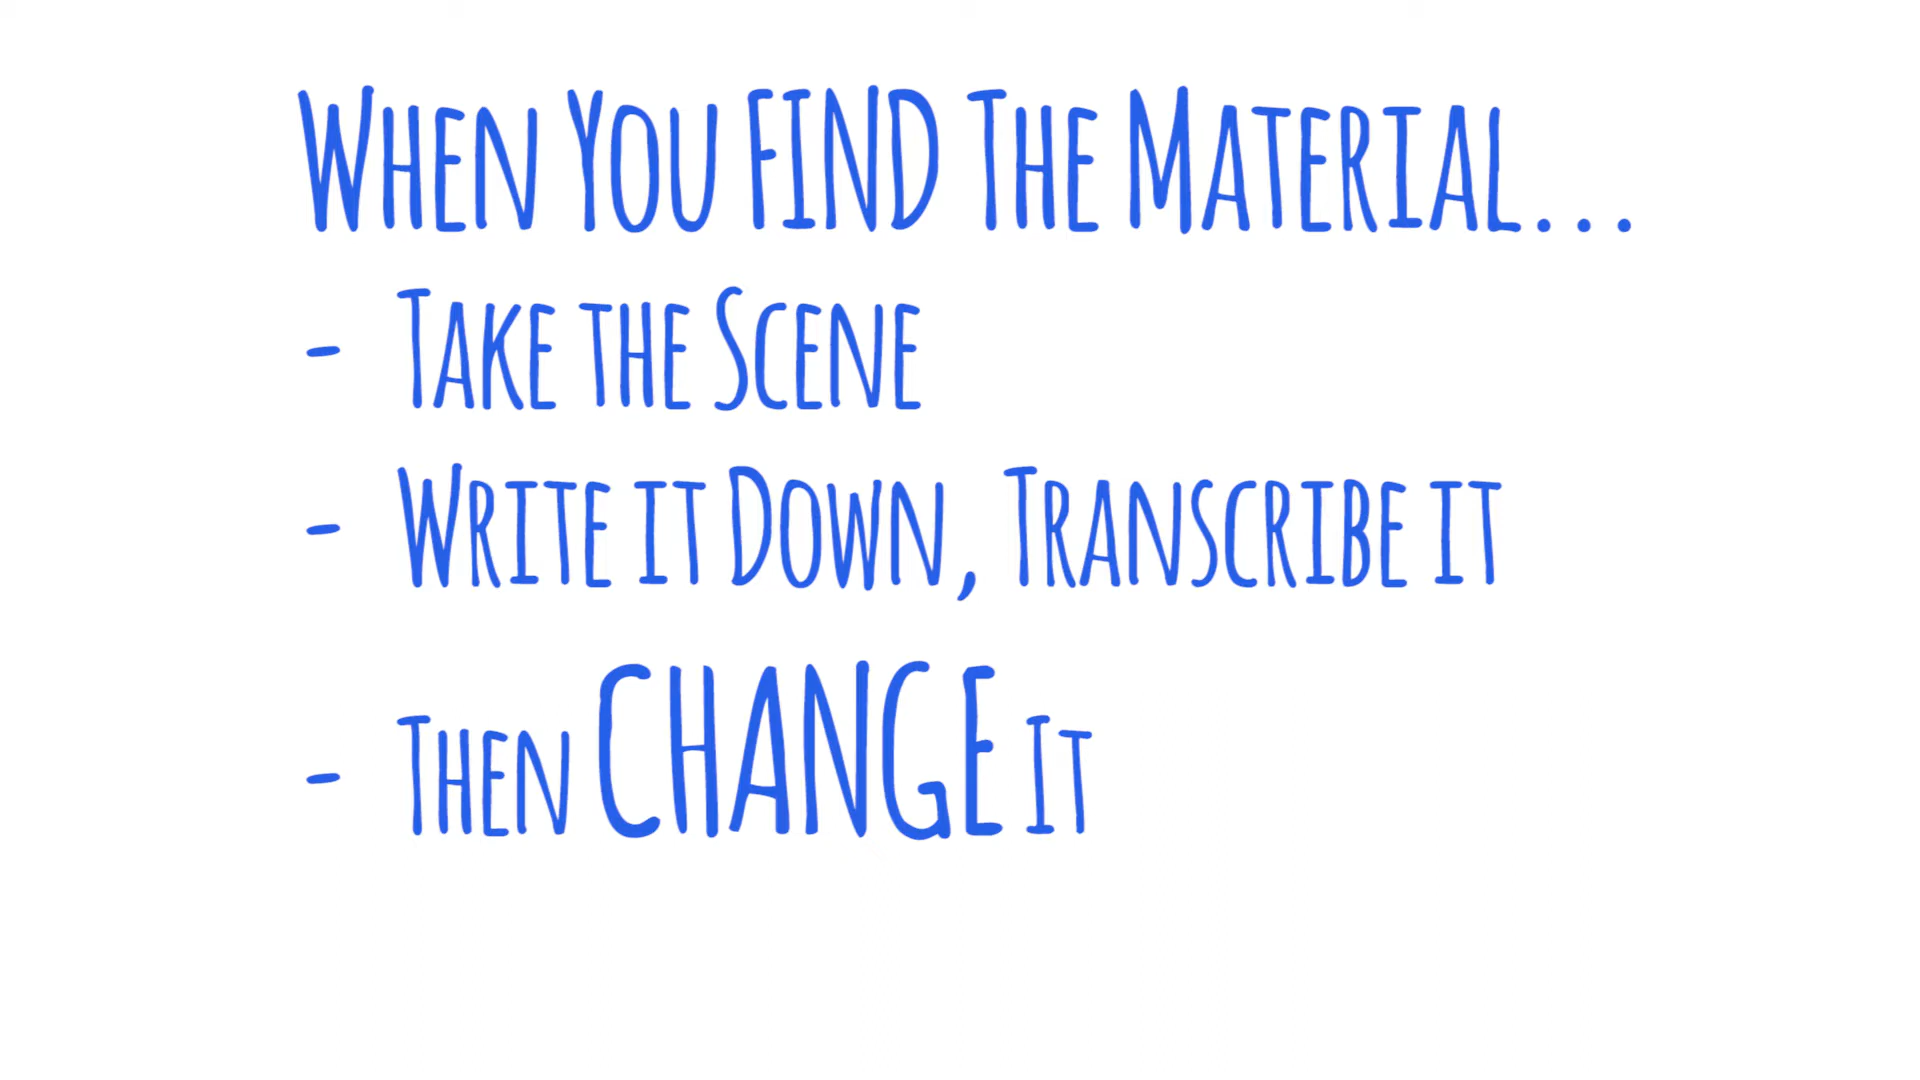 When You FIND The Material...
- Take the Scene
- Write it Down, Transcribe it
- Then CHANGE It